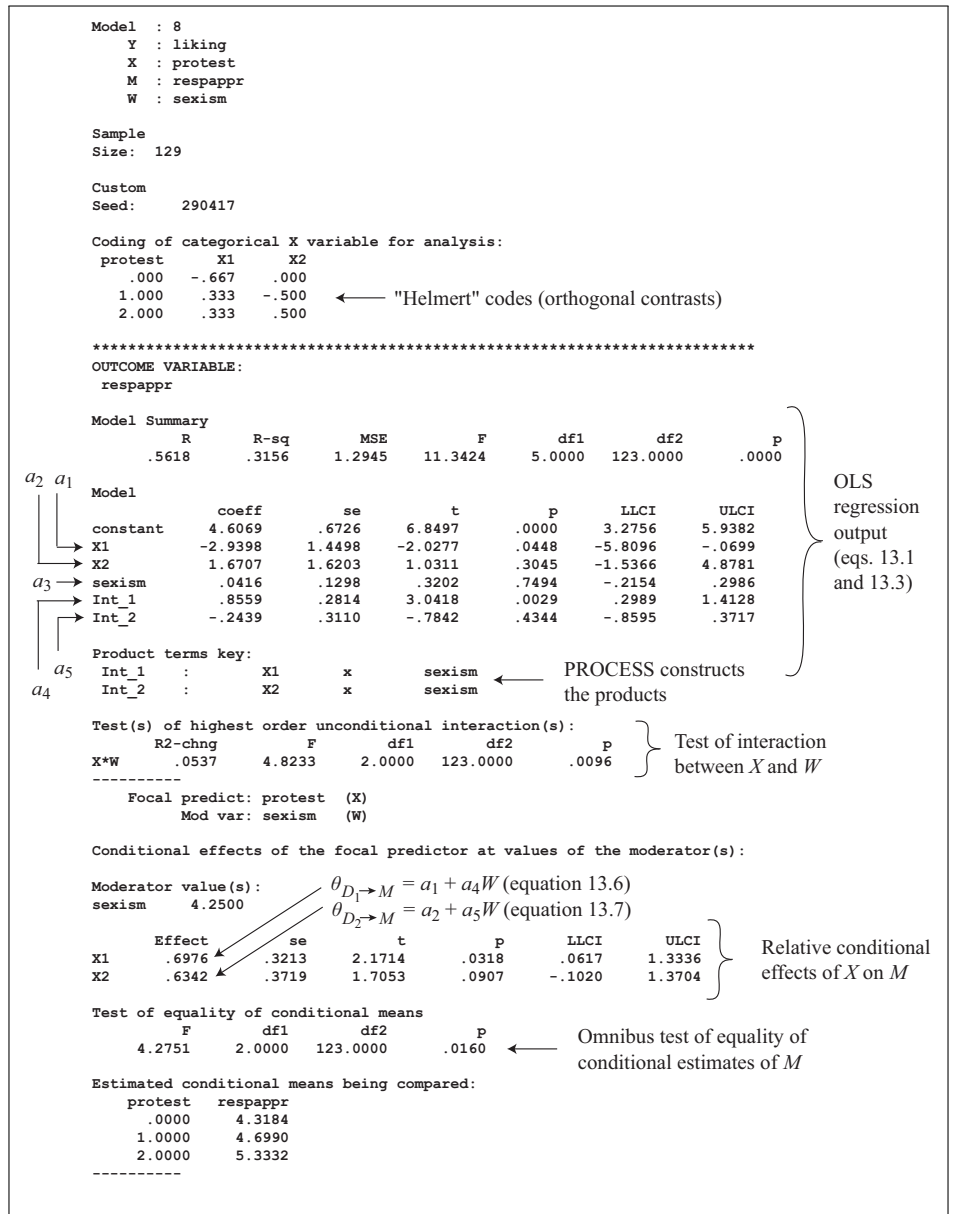 Model : 8
Y : liking
X : protest
M : respappr
W : sexism
Sample
Size: 129
Custom
Seed: 290417
Coding of categorical X variable for analysis:
protest X1 X2
.000 -.667 .000
1.000 .333 -.500
"Helmert" codes (orthogonal contrasts)
2.000 .333 .500
**************************************************************************
OUTCOME VARIABLE:
respappr
Model Summary
R R-sq MSE F df1 df2 p
.5618 .3156 1.2945 11.3424 5.0000 123.0000 .0000
a2 a1
Model
coeff se t p LLCI ULCI
constant 4.6069 .6726 6.8497 .0000 3.2756 5.9382
X1 -2.9398 1.4498 -2.0277 .0448 -5.8096 -.0699
X2 1.6707 1.6203 1.0311 .3045 -1.5366 4.8781
a3 sexism .0416 .1298 .3202 .7494 -.2154 .2986
Int_1 .8559 .2814 3.0418 .0029 .2989 1.4128
Int_2 -.2439 .3110 -.7842 .4344 -.8595 .3717
OLS
regression
output
(eqs. 13.1
and 13.3)
Product terms key:
a5 Int_1 : X1 x sexism
a4 Int_2 : X2 x sexism
PROCESS constructs
the products
Test(s) of highest order unconditional interaction(s):
R2-chng F df1 df2 p
X*W .0537 4.8233 2.0000 123.0000 .0096
Test of interaction
between X and W
----------
Focal predict: protest (X)
Mod var: sexism (W)
Conditional effects of the focal predictor at values of the moderator(s):
Moderator value(s):
sexism 4.2500
θD1→M = a1 + a4W (equation 13.6)
θD2→M = a2 + a5W (equation 13.7)
Effect se t p LLCI ULCI
X1 .6976 .3213 2.1714 .0318 .0617 1.3336
X2 .6342 .3719 1.7053 .0907 -.1020 1.3704
Relative conditional
effects of X on M
Test of equality of conditional means
F df1 df2 p
4.2751 2.0000 123.0000 .0160
Omnibus test of equality of
conditional estimates of M
Estimated conditional means being compared:
protest respappr
.0000 4.3184
1.0000 4.6990
2.0000 5.3332
----------